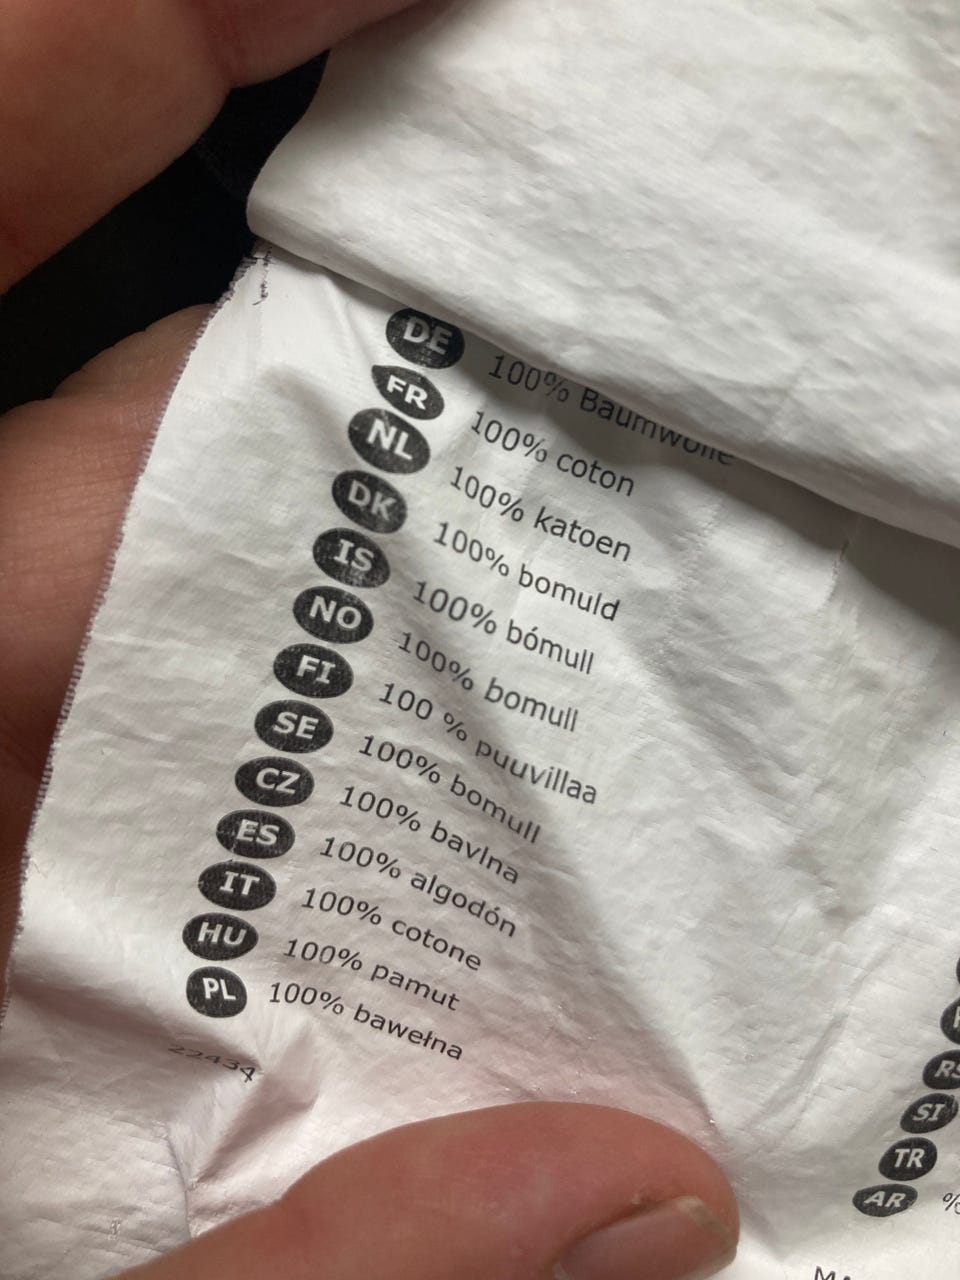 DE 100% Baumwolle
FR 100% coton
NL 100% katoen
DK 100% bomuld
IS 100% bómull
NO 100% bomull
FI 100 % puuvillaa
SE 100% bomull
CZ 100% bavlna
ES 100% algodón
IT 100% cotone
HU 100% pamut
PL 100% bawełna
22434
RS
SI
TR
AR %